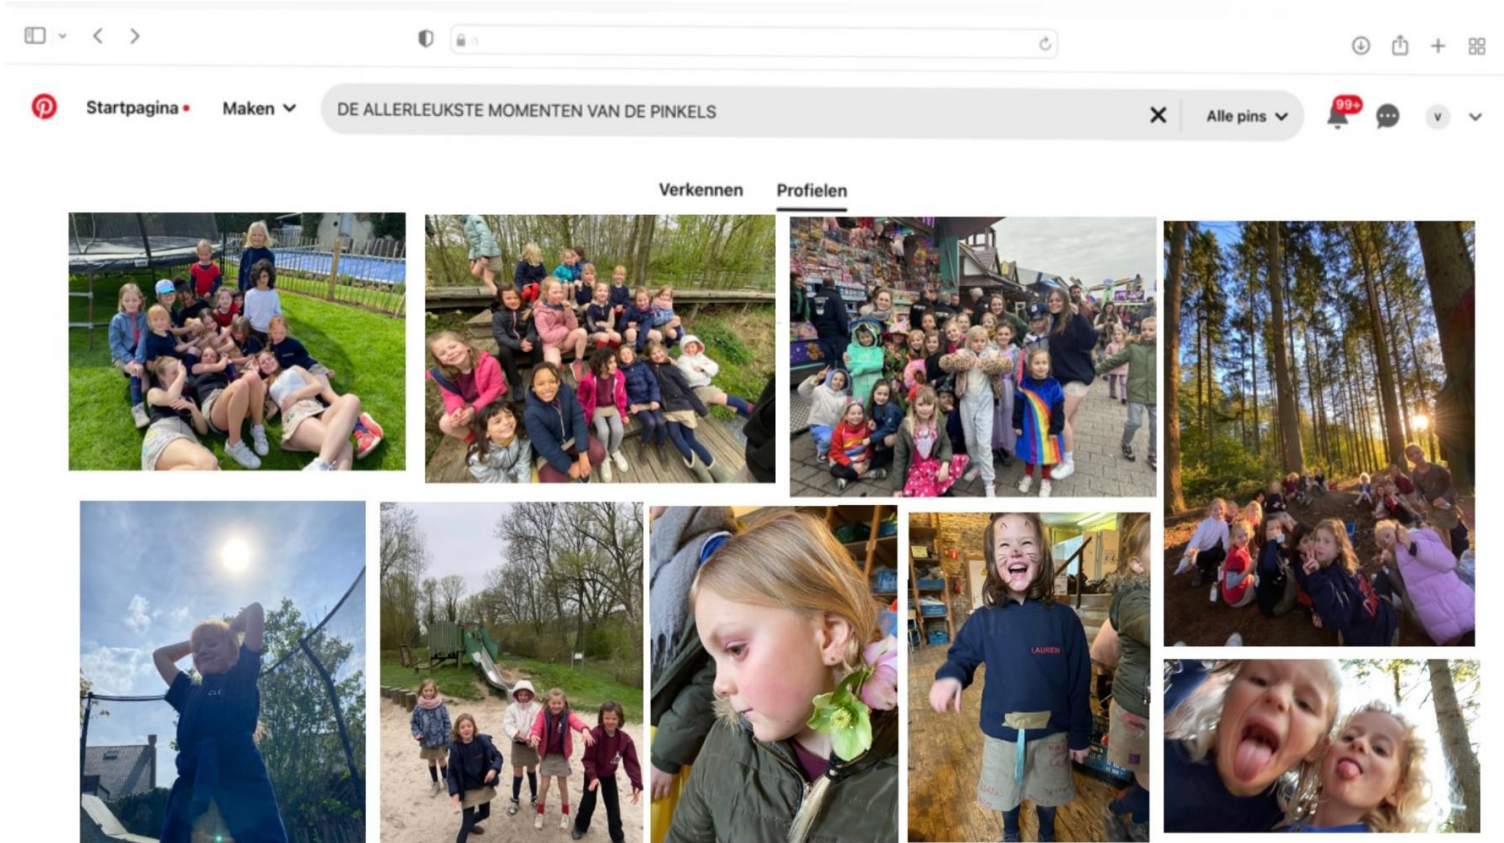 Startpagina
Maken
DE ALLERLEUKSTE MOMENTEN VAN DE PINKELS
Alle pins
99+
v
Verkennen
Profielen
LAUREN